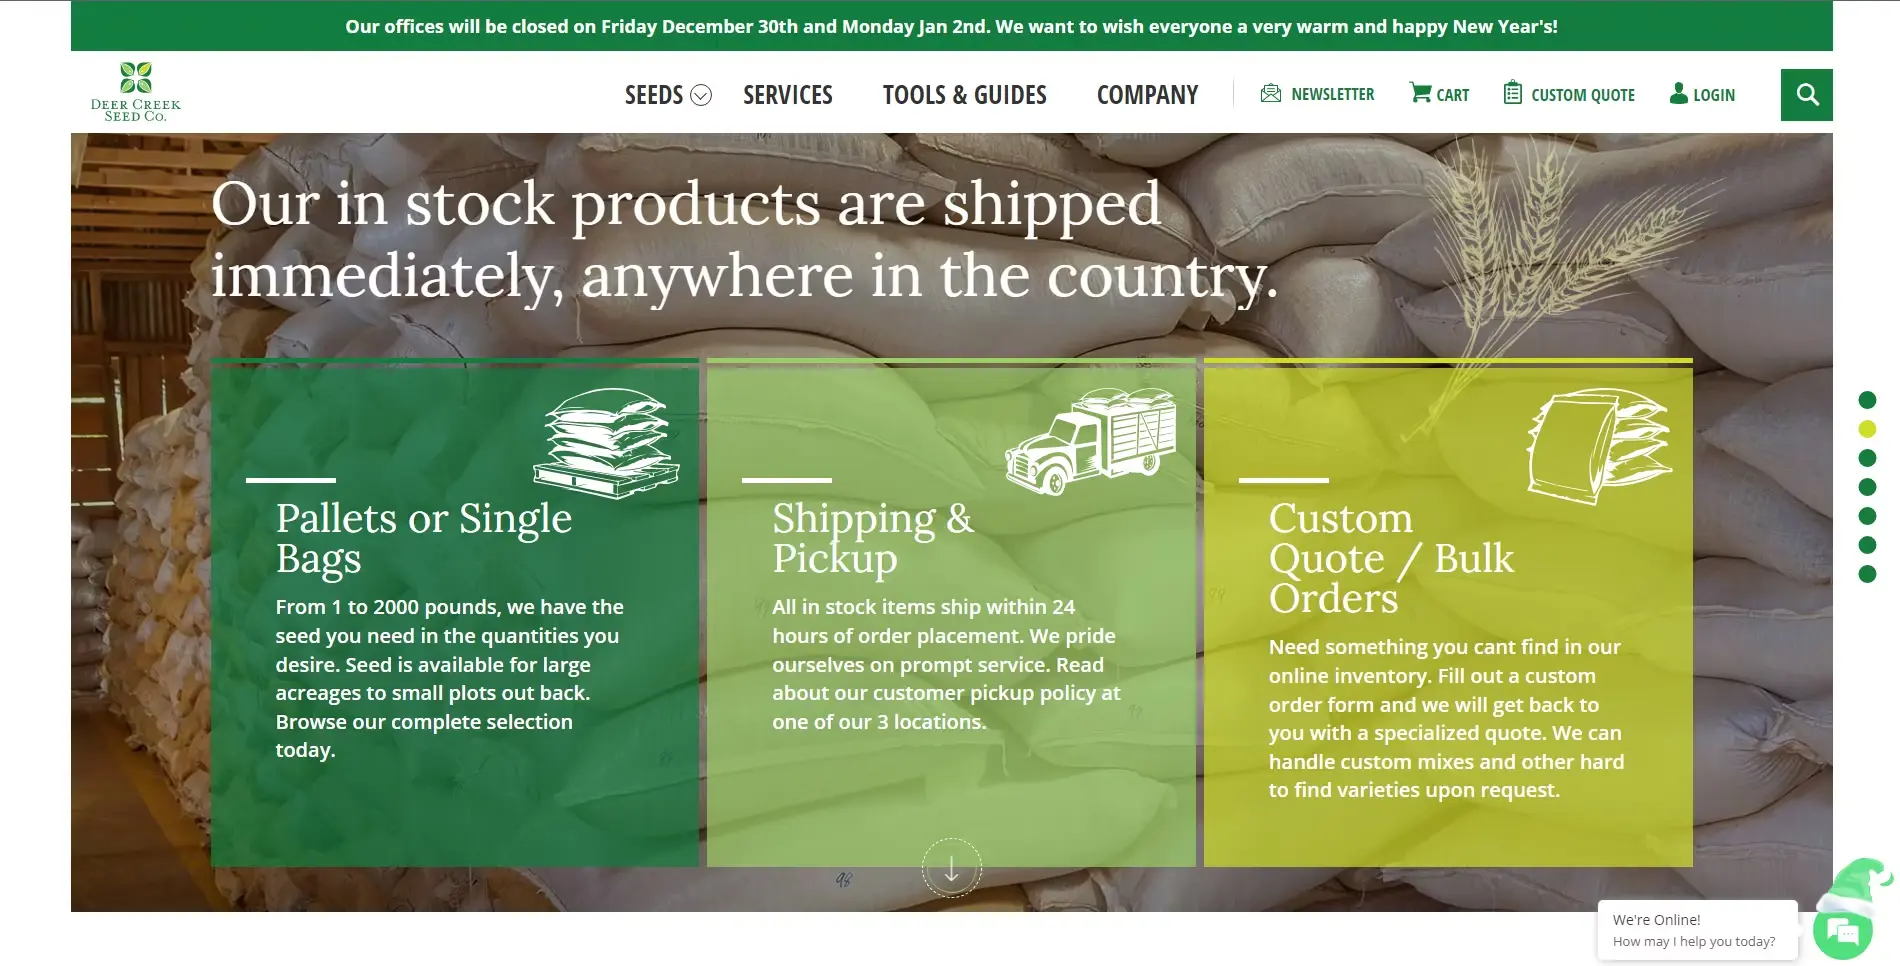 Our offices will be closed on Friday December 30th and Monday Jan 2nd. We want to wish everyone a very warm and happy New Year's!
DEER CREEK
SEED CO.
SEEDS
SERVICES
TOOLS & GUIDES
COMPANY
NEWSLETTER
CART
CUSTOM QUOTE
LOGIN
Our in stock products are shipped
immediately, anywhere in the country.
Pallets or Single
Bags
From 1 to 2000 pounds, we have the
seed you need in the quantities you
desire. Seed is available for large
acreages to small plots out back.
Browse our complete selection
today.
Shipping &
Pickup
All in stock items ship within 24
hours of order placement. We pride
ourselves on prompt service. Read
about our customer pickup policy at
one of our 3 locations.
Custom
Quote / Bulk
Orders
Need something you cant find in our
online inventory. Fill out a custom
order form and we will get back to
you with a specialized quote. We can
handle custom mixes and other hard
to find varieties upon request.
98
We're Online!
How may I help you today?